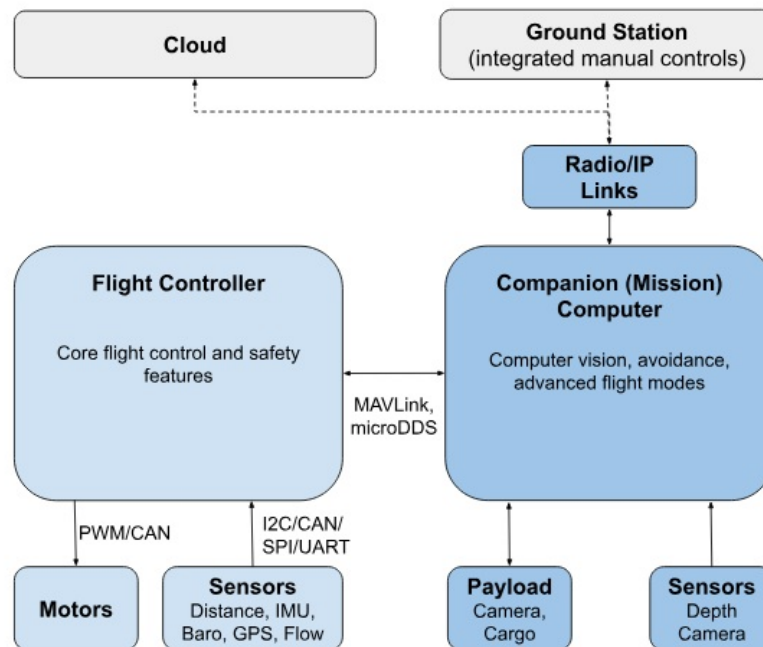 Cloud
Ground Station
(integrated manual controls)
Radio/IP
Links
Flight Controller
Core flight control and safety
features
Companion (Mission)
Computer
Computer vision, avoidance,
advanced flight modes
MAVLink,
microDDS
PWM/CAN
I2C/CAN/
SPI/UART
Motors
Sensors
Distance, IMU,
Baro, GPS, Flow
Payload
Camera,
Cargo
Sensors
Depth
Camera